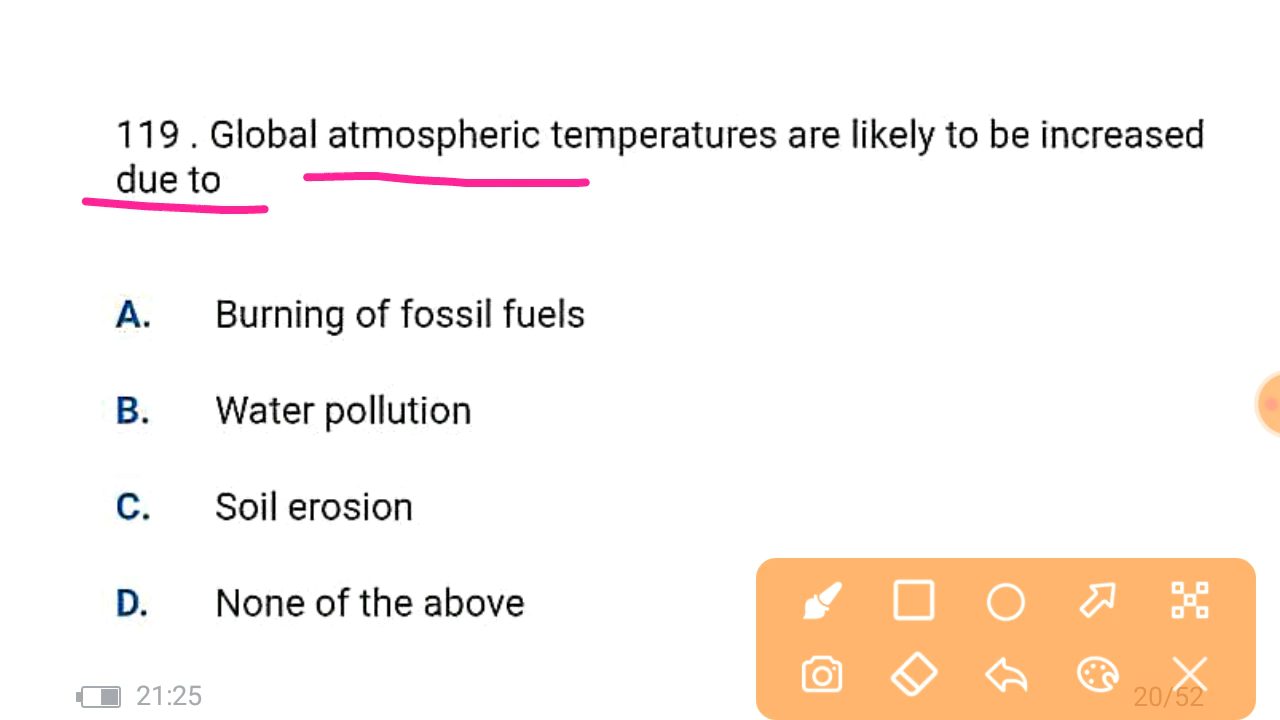 119 . Global atmospheric temperatures are likely to be increased
due to
A. Burning of fossil fuels
B. Water pollution
C. Soil erosion
D. None of the above
21:25
20/52